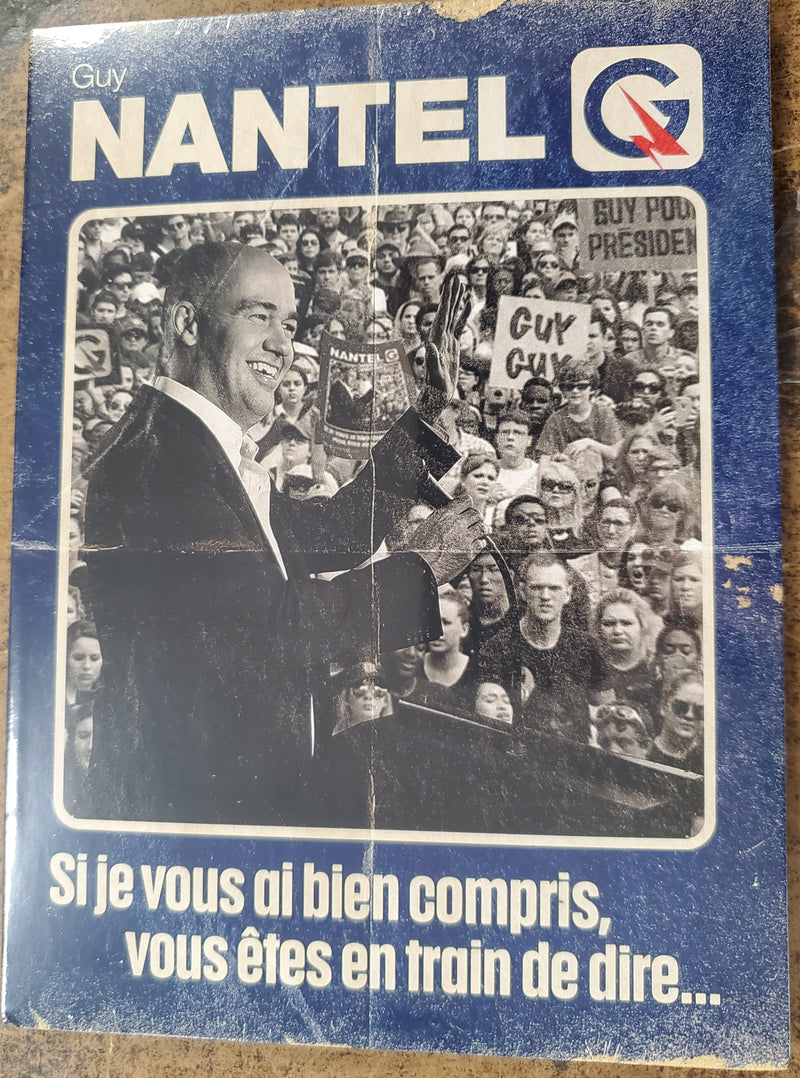 Guy
NANTEL
G
GUY POU
PRÉSIDEN
GUY
GUY
NANTEL G
Si je vous ai bien compris,
vous êtes en train de dire...